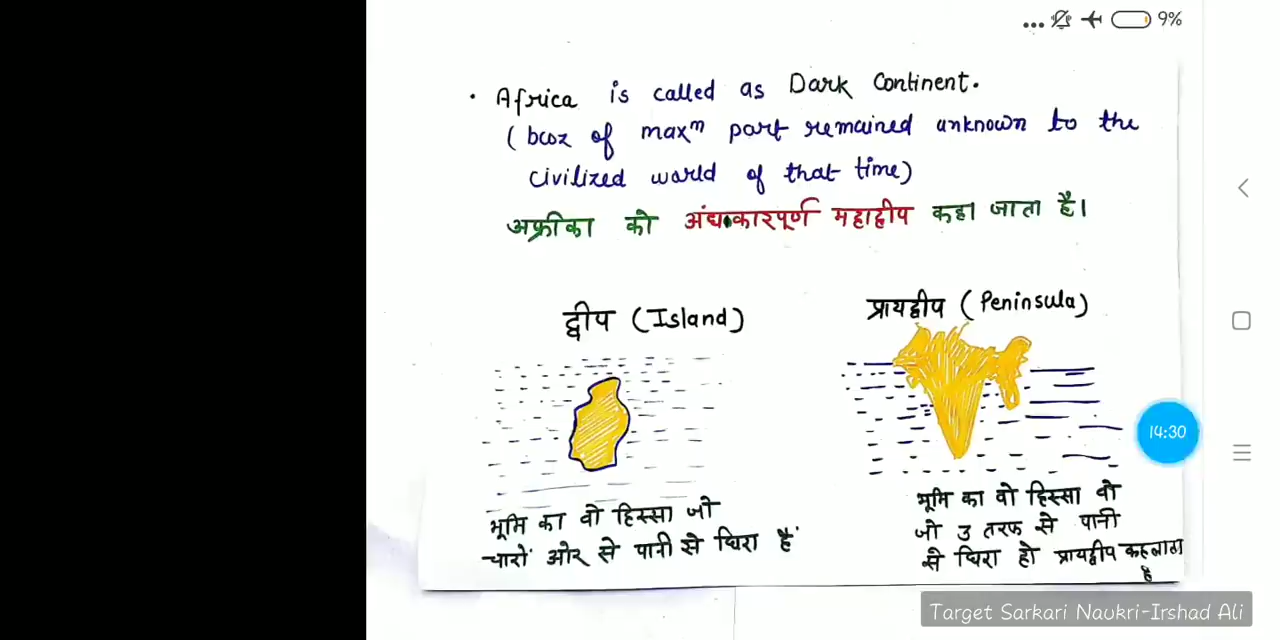 ... 9%
• Africa is called as Dark Continent.
(bcoz of maxᵐ part remained unknown to the
civilized world of that time)
अफ्रीका को अंधकारपूर्ण महाद्वीप कहा जाता है।
द्वीप (Island)
प्रायद्वीप (Peninsula)
भूमि का वो हिस्सा जो
चारों ओर से पानी से घिरा हैं
भूमि का वो हिस्सा वो
जो 3 तरफ से पानी
से घिरा हो प्रायद्वीप कहलाता
है
14:30
Target Sarkari Naukri-Irshad Ali